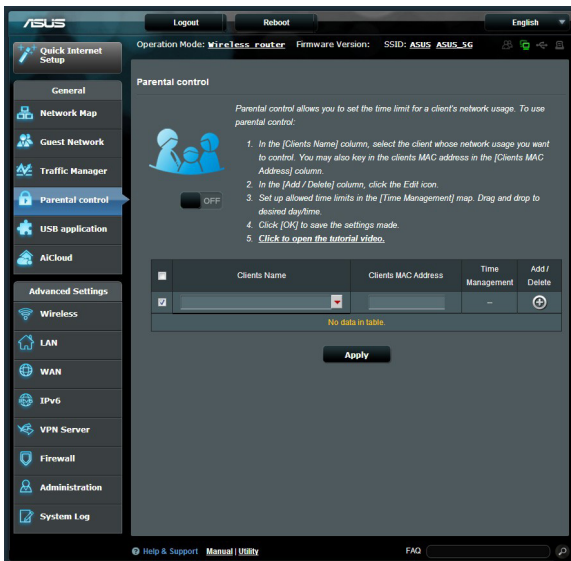 ASUS
Logout
Reboot
English
Quick Internet
Setup
Operation Mode: Wireless router Firmware Version: SSID: ASUS ASUS_5G
General
Network Map
Guest Network
Traffic Manager
Parental control
USB application
AiCloud
Advanced Settings
Wireless
LAN
WAN
IPv6
VPN Server
Firewall
Administration
System Log
Parental control
Parental control allows you to set the time limit for a client's network usage. To use
parental control:
1. In the [Clients Name] column, select the client whose network usage you want
to control. You may also key in the clients MAC address in the [Clients MAC
Address] column.
2. In the [Add / Delete] column, click the Edit icon.
3. Set up allowed time limits in the [Time Management] map. Drag and drop to
desired day/time.
4. Click [OK] to save the settings made.
5. Click to open the tutorial video.
OFF
Clients Name
Clients MAC Address
Time
Management
Add /
Delete
--
No data in table.
Apply
Help & Support Manual | Utility
FAQ